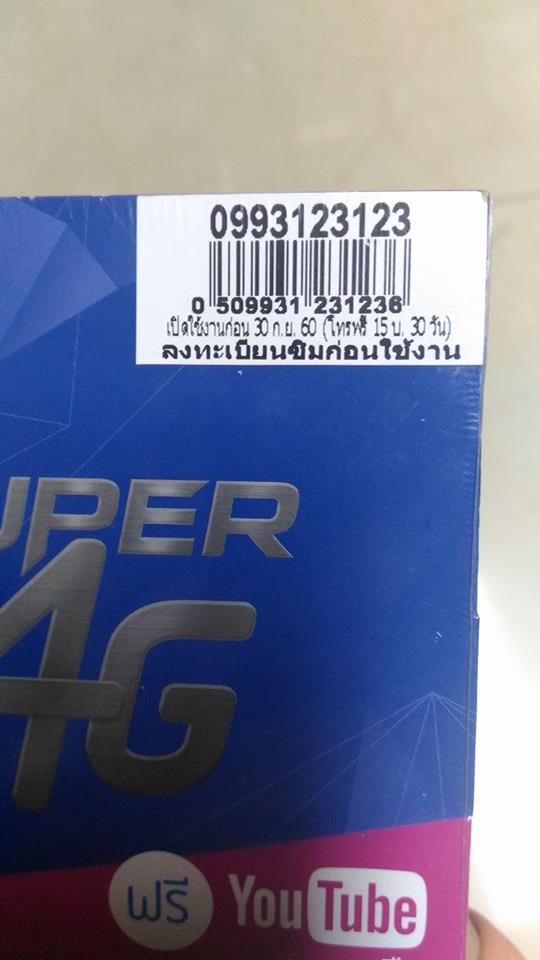 0993123123
0 509931 231236
เปิดใช้งานก่อน 30 ก.ย. 60 (โทรฟรี 15 บ. 30 วัน)
ลงทะเบียนซิมก่อนใช้งาน
UPER
4G
ฟรี YouTube